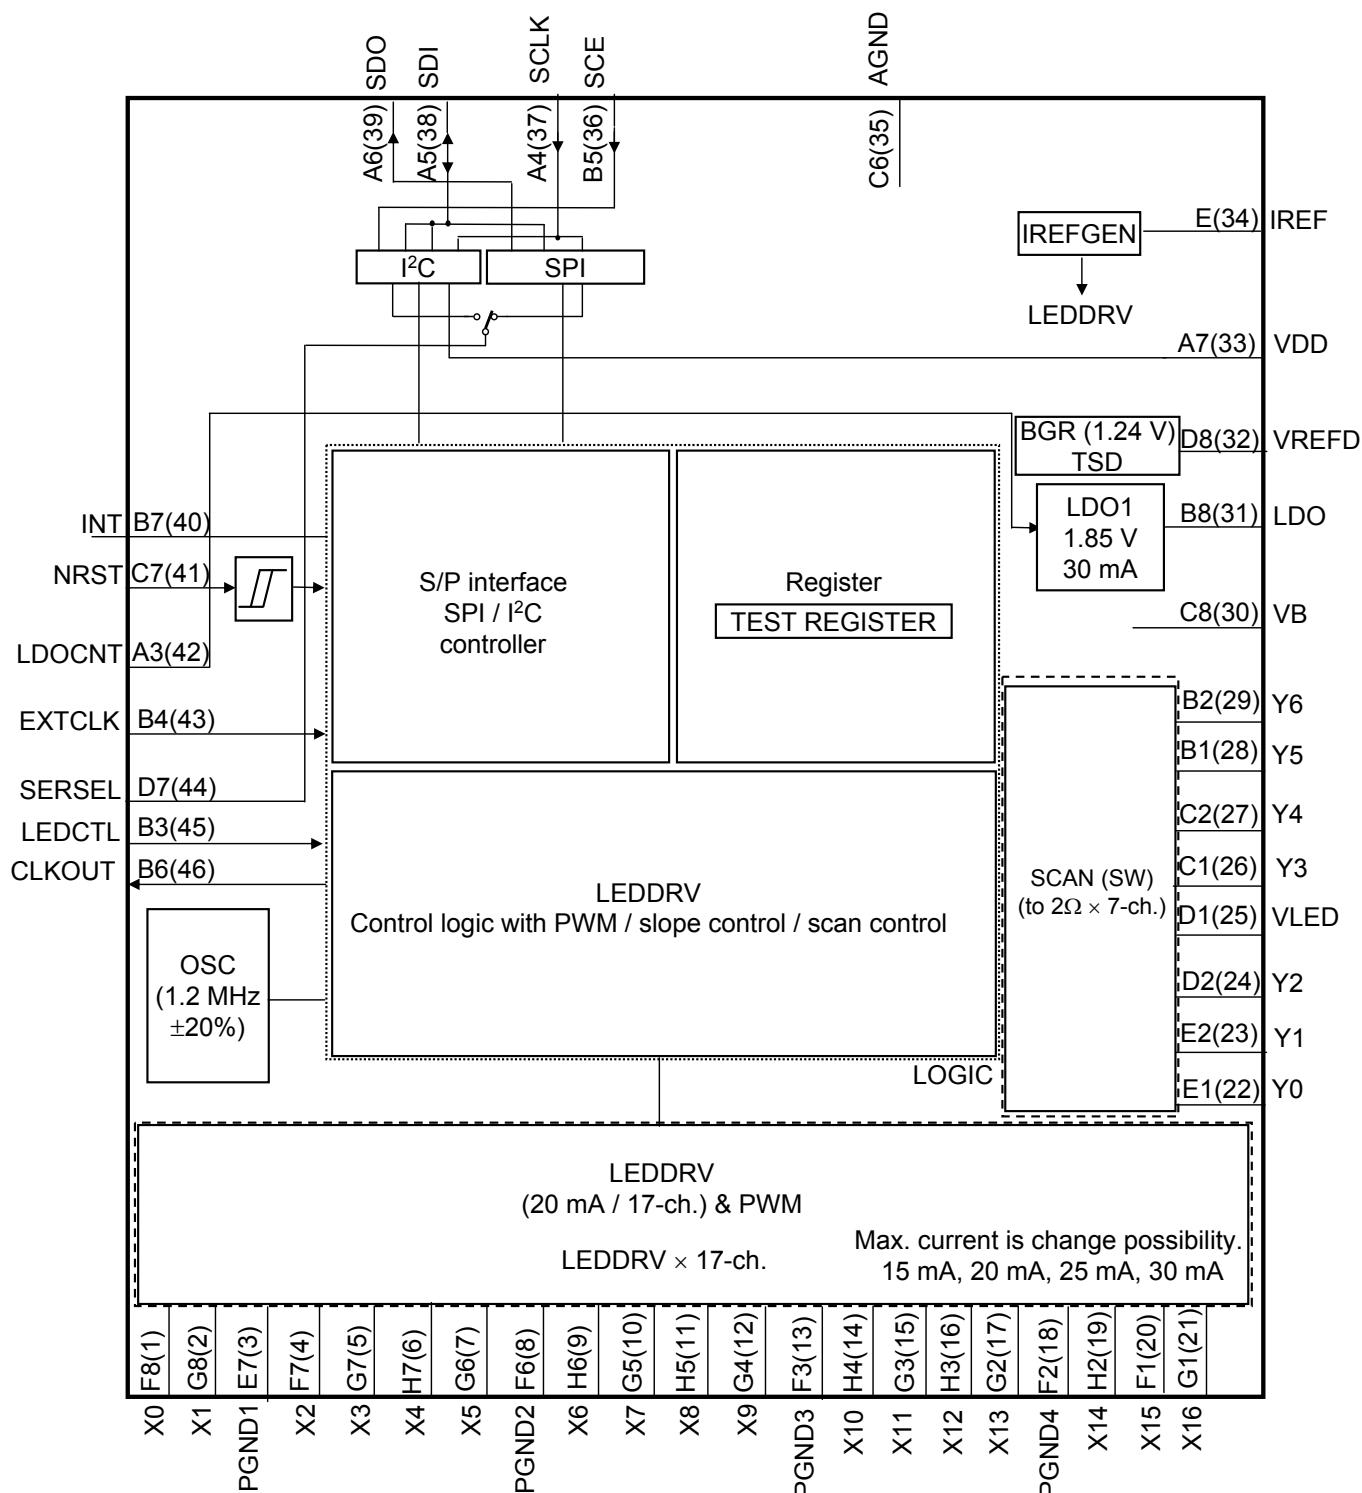 SDO
SDI
SCLK
SCE
AGND
A6(39)
A5(38)
A4(37)
B5(36)
C6(35)
E(34) IREF
IREFGEN
LEDDRV
I²C
SPI
A7(33) VDD
BGR (1.24 V)
TSD
D8(32) VREFD
LDO1
1.85 V
30 mA
B8(31) LDO
C8(30) VB
INT B7(40)
NRST C7(41)
LDOCNT A3(42)
EXTCLK B4(43)
SERSEL D7(44)
LEDCTL B3(45)
CLKOUT B6(46)
S/P interface
SPI / I²C
controller
Register
TEST REGISTER
B2(29) Y6
B1(28) Y5
C2(27) Y4
C1(26) Y3
D1(25) VLED
D2(24) Y2
E2(23) Y1
E1(22) Y0
SCAN (SW)
(to 2Ω × 7-ch.)
LEDDRV
Control logic with PWM / slope control / scan control
OSC
(1.2 MHz
±20%)
LOGIC
LEDDRV
(20 mA / 17-ch.) & PWM
LEDDRV × 17-ch.
Max. current is change possibility.
15 mA, 20 mA, 25 mA, 30 mA
F8(1)
G8(2)
E7(3)
F7(4)
G7(5)
H7(6)
G6(7)
F6(8)
H6(9)
G5(10)
H5(11)
G4(12)
F3(13)
H4(14)
G3(15)
H3(16)
G2(17)
F2(18)
H2(19)
F1(20)
G1(21)
X0
X1
PGND1
X2
X3
X4
X5
PGND2
X6
X7
X8
X9
PGND3
X10
X11
X12
X13
PGND4
X14
X15
X16